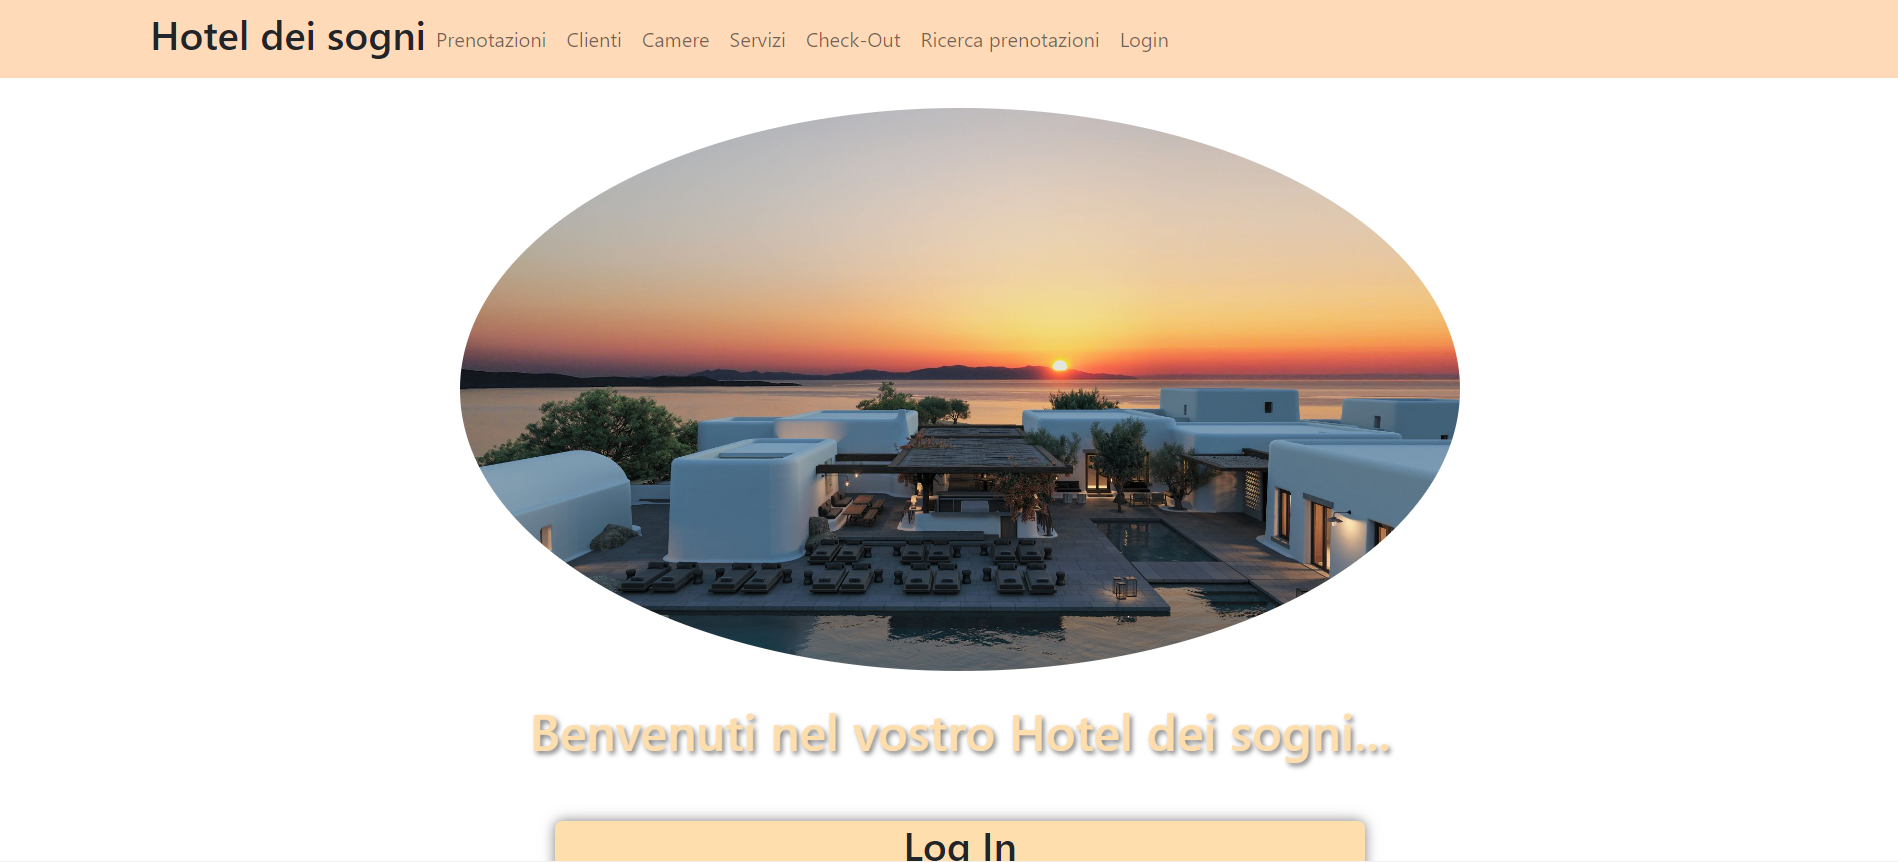 Hotel dei sogni Prenotazioni Clienti Camere Servizi Check-Out Ricerca prenotazioni Login
Benvenuti nel vostro Hotel dei sogni...
Log In